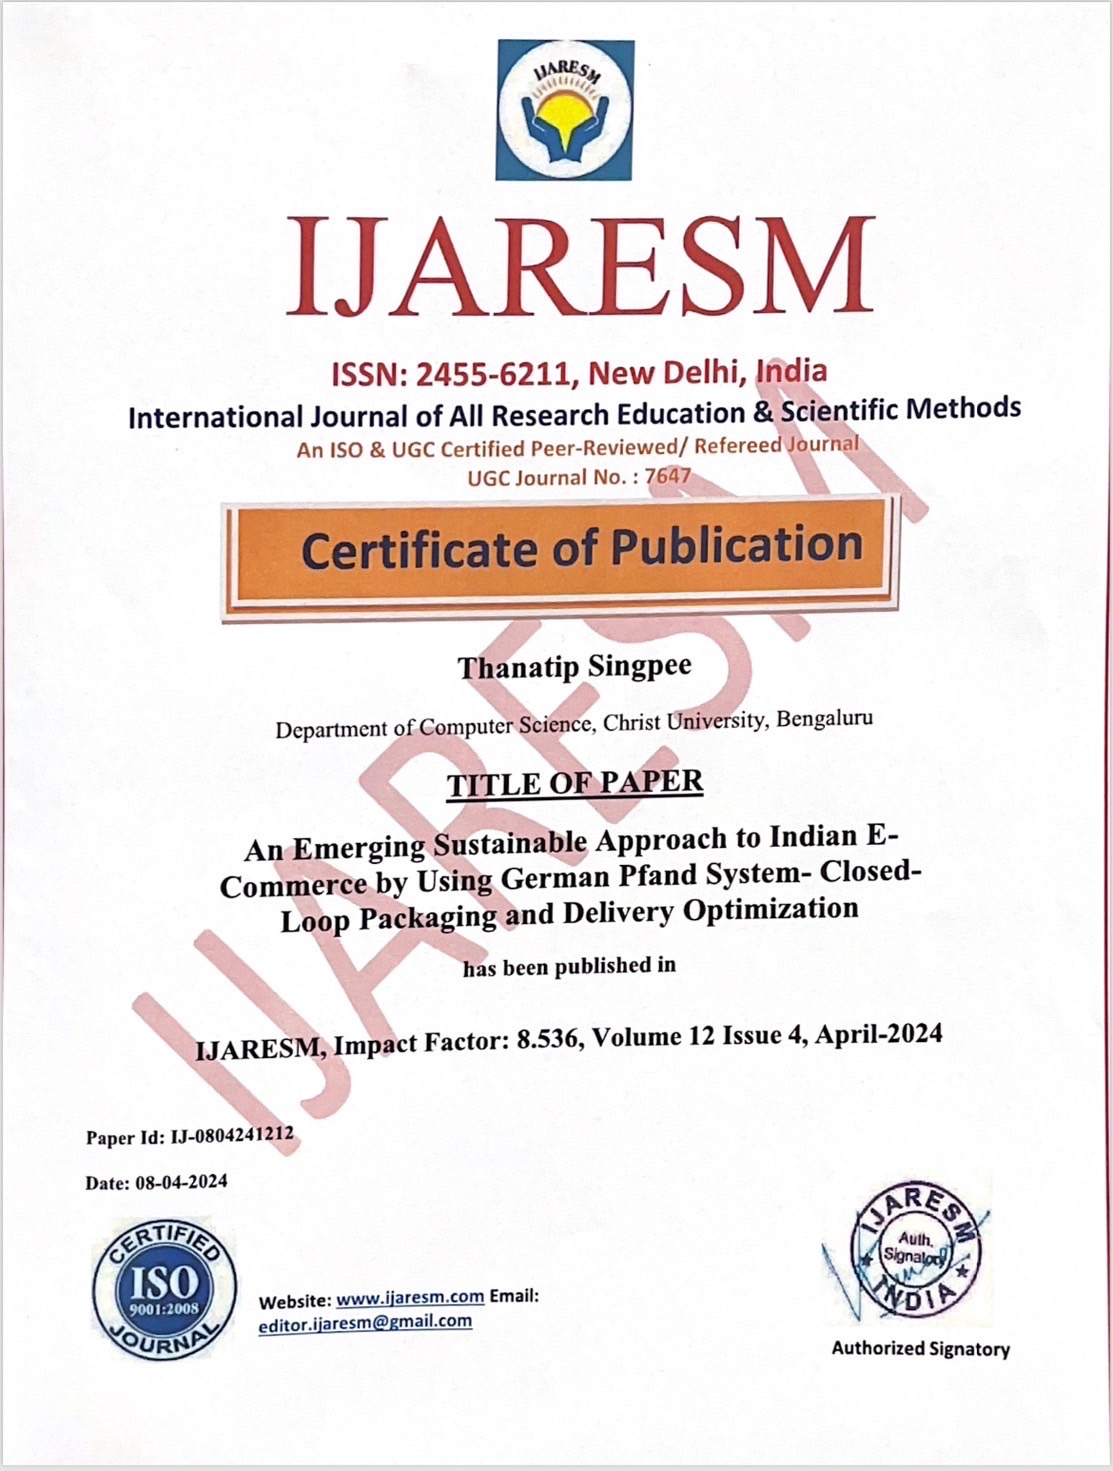 IJARESM
IJARESM
ISSN: 2455-6211, New Delhi, India
International Journal of All Research Education & Scientific Methods
An ISO & UGC Certified Peer-Reviewed/ Refereed Journal
UGC Journal No. : 7647
Certificate of Publication
Thanatip Singpee
Department of Computer Science, Christ University, Bengaluru
TITLE OF PAPER
An Emerging Sustainable Approach to Indian E-
Commerce by Using German Pfand System- Closed-
Loop Packaging and Delivery Optimization
has been published in
IJARESM, Impact Factor: 8.536, Volume 12 Issue 4, April-2024
IJARESM
Paper Id: IJ-0804241212
Date: 08-04-2024
CERTIFIED
ISO
9001:2008
JOURNAL
Website: www.ijaresm.com Email:
editor.ijaresm@gmail.com
IJARESM
Auth.
Signatory
INDIA
Authorized Signatory